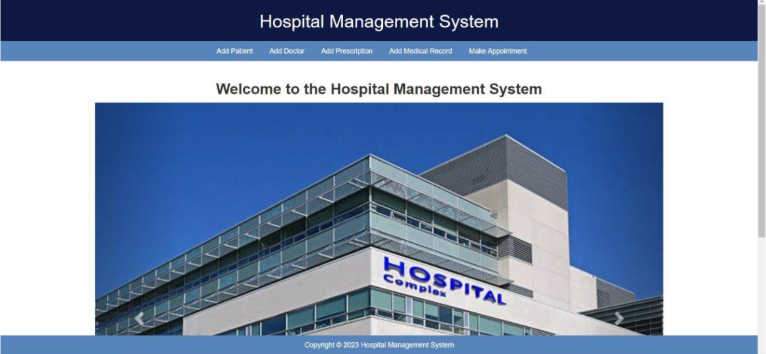 Hospital Management System
Add Patient Add Doctor Add Prescription Add Medical Record Make Appointment
Welcome to the Hospital Management System
HOSPITAL
Complex
Copyright © 2023 Hospital Management System